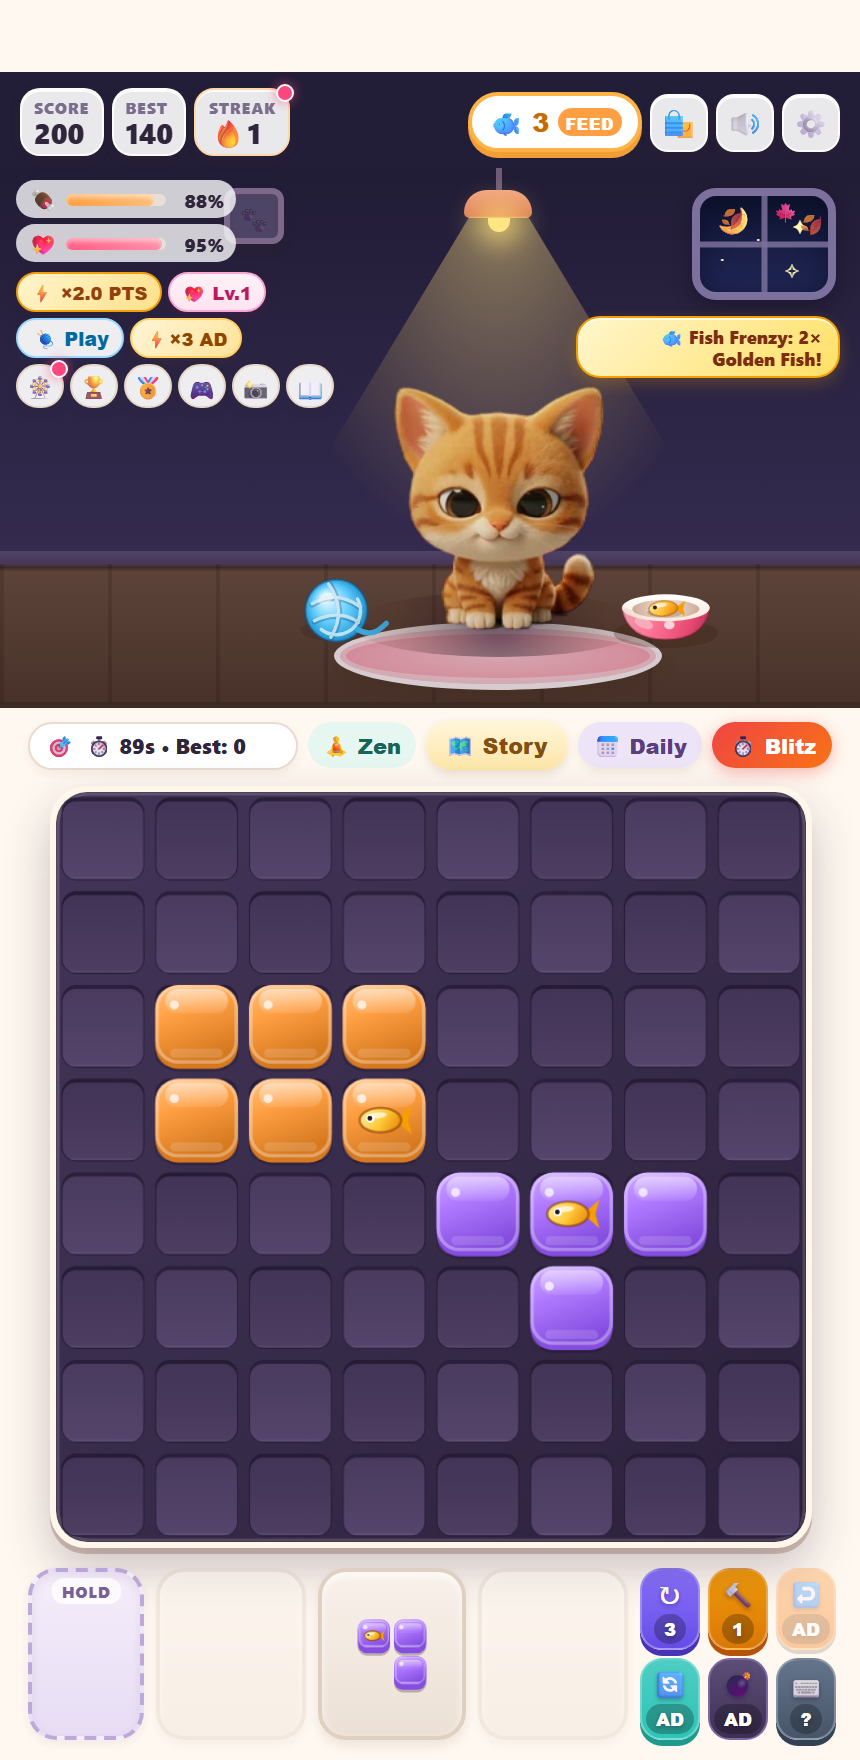 SCORE
200
BEST
140
STREAK
1
3 FEED
88%
95%
×2.0 PTS
Lv.1
Play
×3 AD
Fish Frenzy: 2×
Golden Fish!
89s • Best: 0
Zen
Story
Daily
Blitz
HOLD
3
1
AD
AD
AD
?